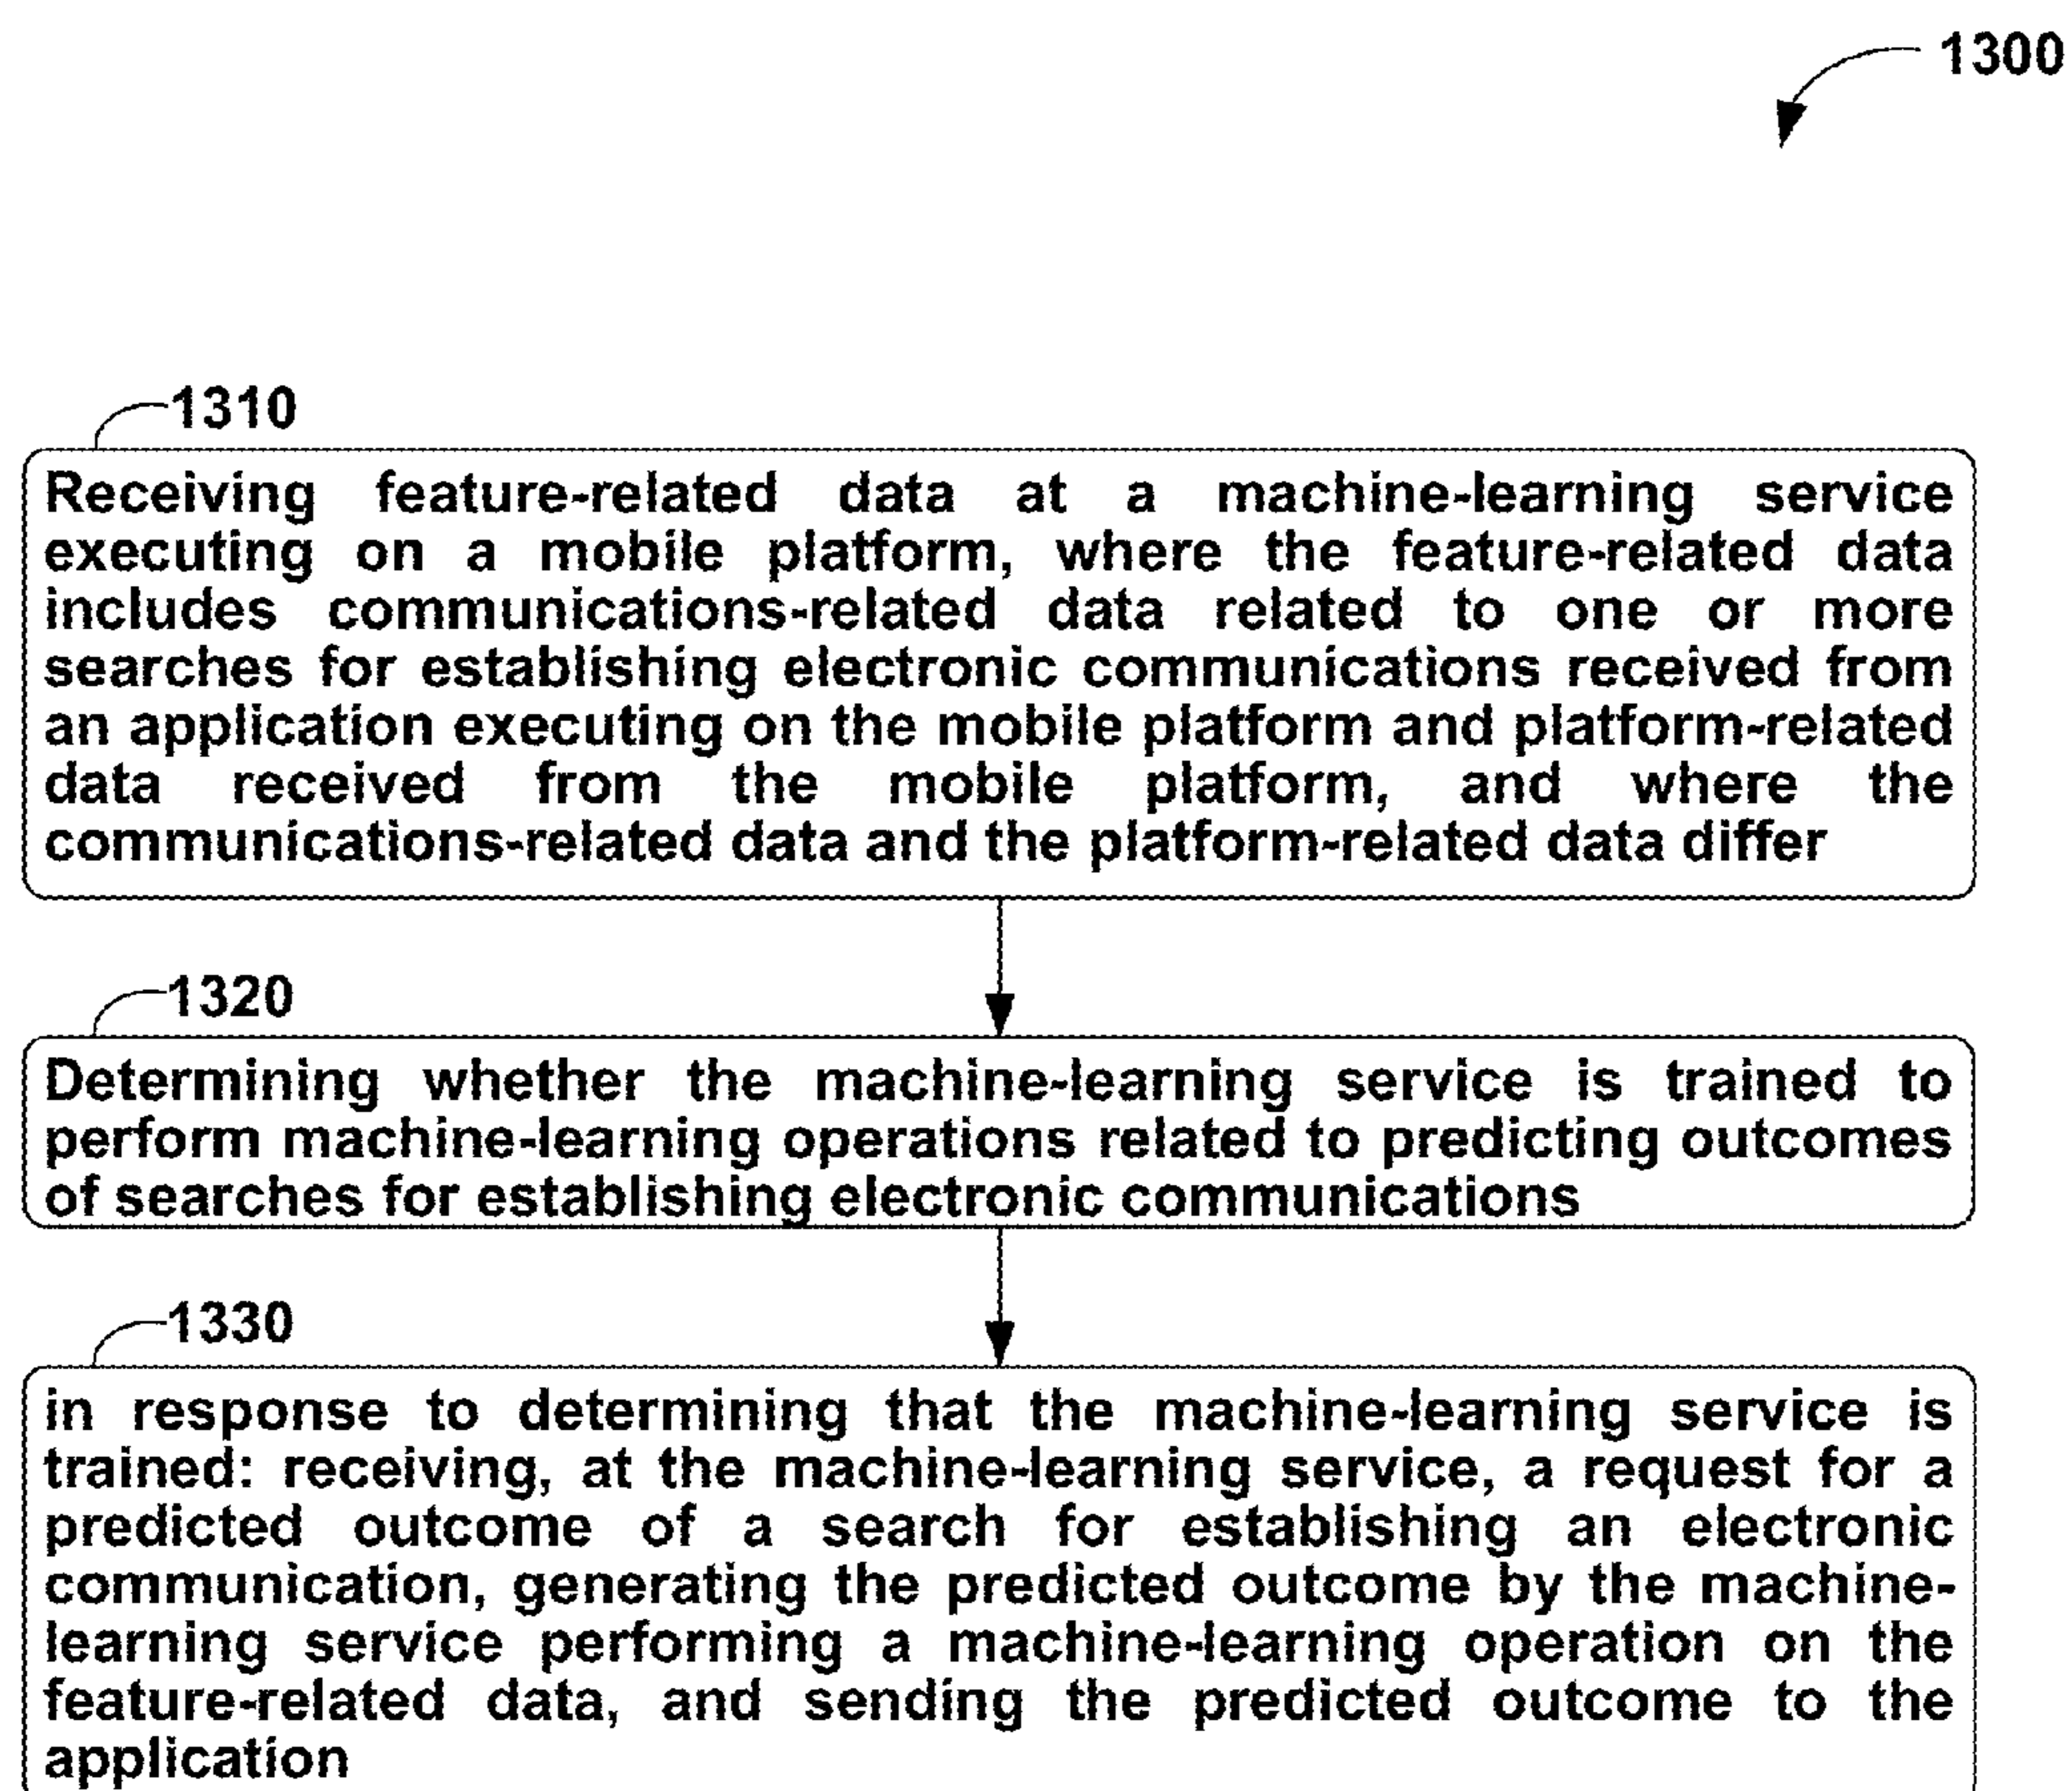 1300
1310
Receiving feature-related data at a machine-learning service
executing on a mobile platform, where the feature-related data
includes communications-related data related to one or more
searches for establishing electronic communications received from
an application executing on the mobile platform and platform-related
data received from the mobile platform, and where the
communications-related data and the platform-related data differ
1320
Determining whether the machine-learning service is trained to
perform machine-learning operations related to predicting outcomes
of searches for establishing electronic communications
1330
in response to determining that the machine-learning service is
trained: receiving, at the machine-learning service, a request for a
predicted outcome of a search for establishing an electronic
communication, generating the predicted outcome by the machine-
learning service performing a machine-learning operation on the
feature-related data, and sending the predicted outcome to the
application